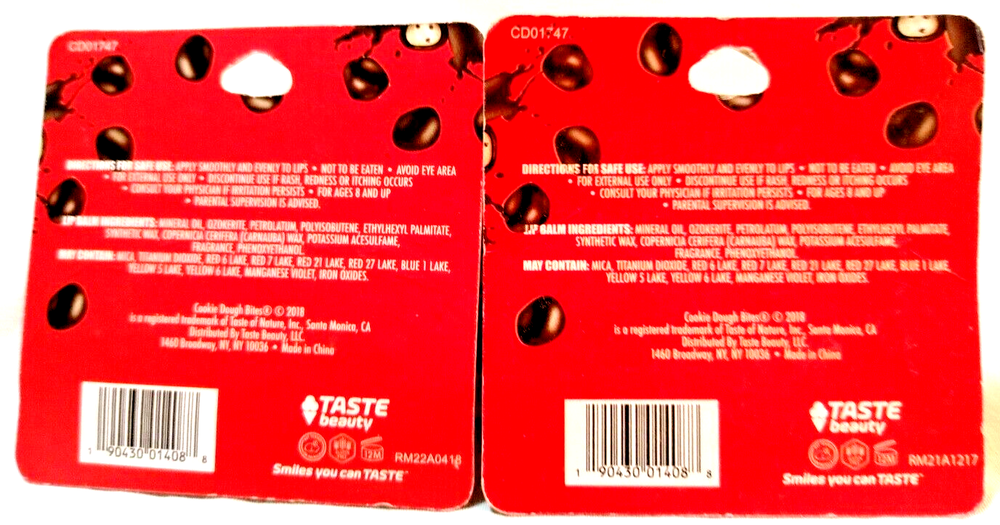 CD01747
DIRECTIONS FOR SAFE USE: APPLY SMOOTHLY AND EVENLY TO LIPS • NOT TO BE EATEN • AVOID EYE AREA
• FOR EXTERNAL USE ONLY • DISCONTINUE USE IF RASH, REDNESS OR ITCHING OCCURS
• CONSULT YOUR PHYSICIAN IF IRRITATION PERSISTS • FOR AGES 8 AND UP
• PARENTAL SUPERVISION IS ADVISED.
LIP BALM INGREDIENTS: MINERAL OIL, OZOKERITE, PETROLATUM, POLYISOBUTENE, ETHYLHEXYL PALMITATE,
SYNTHETIC WAX, COPERNICIA CERIFERA (CARNAUBA) WAX, POTASSIUM ACESULFAME,
FRAGRANCE, PHENOXYETHANOL.
MAY CONTAIN: MICA, TITANIUM DIOXIDE, RED 6 LAKE, RED 7 LAKE, RED 21 LAKE, RED 27 LAKE, BLUE 1 LAKE,
YELLOW 5 LAKE, YELLOW 6 LAKE, MANGANESE VIOLET, IRON OXIDES.
Cookie Dough Bites® © 2018
is a registered trademark of Taste of Nature, Inc., Santa Monica, CA
Distributed By Taste Beauty, LLC.
1460 Broadway, NY, NY 10036 • Made in China
1 90430 01408 8
TASTE
beauty
12M
RM22A0418
Smiles you can TASTE™
CD01747
DIRECTIONS FOR SAFE USE: APPLY SMOOTHLY AND EVENLY TO LIPS • NOT TO BE EATEN • AVOID EYE AREA
• FOR EXTERNAL USE ONLY • DISCONTINUE USE IF RASH, REDNESS OR ITCHING OCCURS
• CONSULT YOUR PHYSICIAN IF IRRITATION PERSISTS • FOR AGES 8 AND UP
• PARENTAL SUPERVISION IS ADVISED.
LIP BALM INGREDIENTS: MINERAL OIL, OZOKERITE, PETROLATUM, POLYISOBUTENE, ETHYLHEXYL PALMITATE,
SYNTHETIC WAX, COPERNICIA CERIFERA (CARNAUBA) WAX, POTASSIUM ACESULFAME,
FRAGRANCE, PHENOXYETHANOL.
MAY CONTAIN: MICA, TITANIUM DIOXIDE, RED 6 LAKE, RED 7 LAKE, RED 21 LAKE, RED 27 LAKE, BLUE 1 LAKE,
YELLOW 5 LAKE, YELLOW 6 LAKE, MANGANESE VIOLET, IRON OXIDES.
Cookie Dough Bites® © 2018
is a registered trademark of Taste of Nature, Inc., Santa Monica, CA
Distributed By Taste Beauty, LLC.
1460 Broadway, NY, NY 10036 • Made in China
1 90430 01408 8
TASTE
beauty
12M
RM21A1217
Smiles you can TASTE™